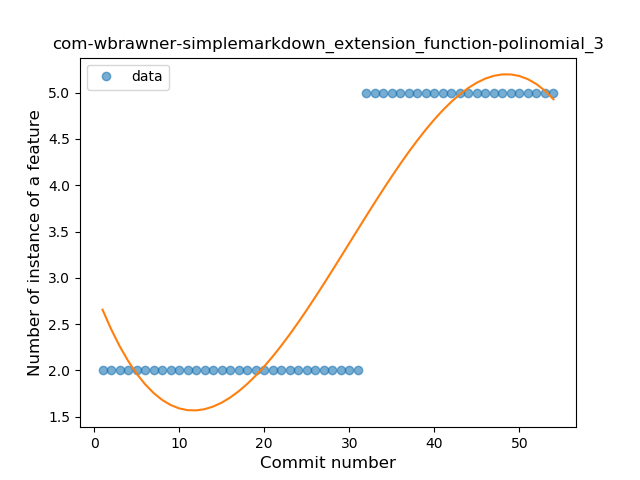 com-wbrawner-simplemarkdown_extension_function-polinomial_3
data
Number of instance of a feature
5.0
4.5
4.0
3.5
3.0
2.5
2.0
1.5
0 10 20 30 40 50
Commit number